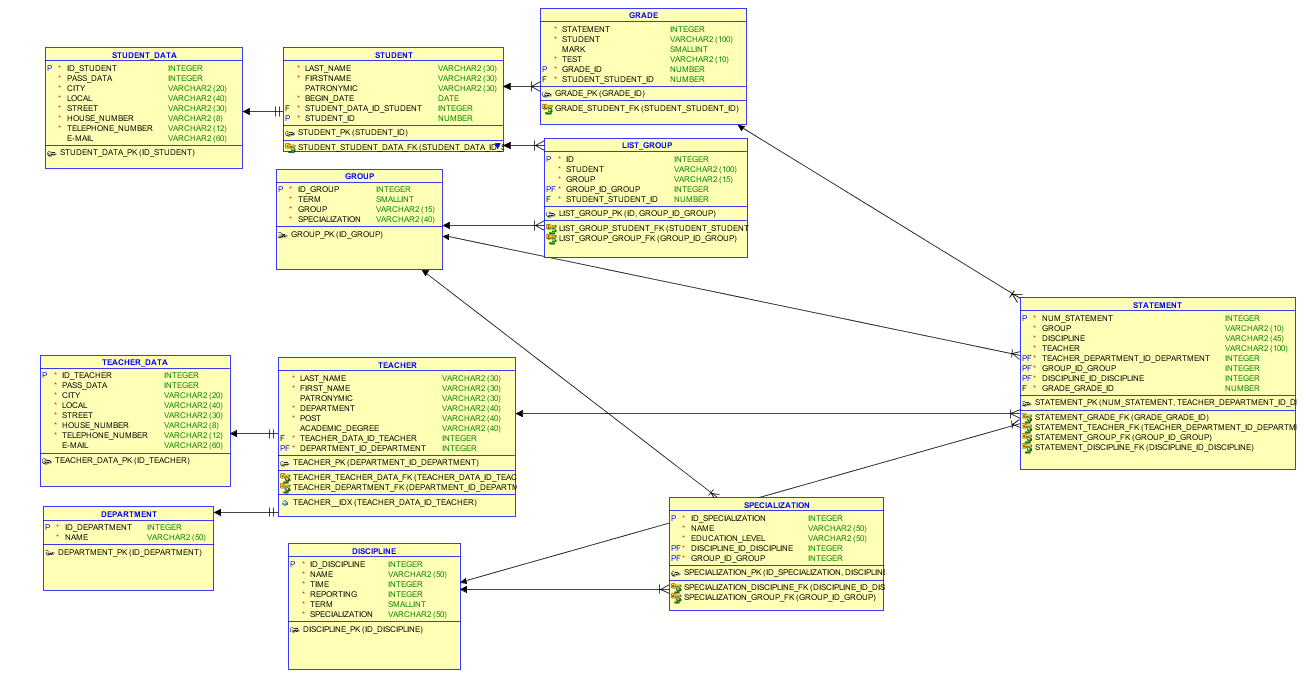 GRADE
* STATEMENT INTEGER
* STUDENT VARCHAR2 (100)
MARK SMALLINT
* TEST VARCHAR2 (10)
P * GRADE_ID NUMBER
F * STUDENT_STUDENT_ID NUMBER
GRADE_PK (GRADE_ID)
GRADE_STUDENT_FK (STUDENT_STUDENT_ID)
STUDENT_DATA
P * ID_STUDENT INTEGER
* PASS_DATA INTEGER
* CITY VARCHAR2 (20)
* LOCAL VARCHAR2 (40)
* STREET VARCHAR2 (30)
* HOUSE_NUMBER VARCHAR2 (8)
* TELEPHONE_NUMBER VARCHAR2 (12)
E-MAIL VARCHAR2 (60)
STUDENT_DATA_PK (ID_STUDENT)
STUDENT
* LAST_NAME VARCHAR2 (30)
* FIRSTNAME VARCHAR2 (30)
PATRONYMIC VARCHAR2 (30)
* BEGIN_DATE DATE
F * STUDENT_DATA_ID_STUDENT INTEGER
P * STUDENT_ID NUMBER
STUDENT_PK (STUDENT_ID)
STUDENT_STUDENT_DATA_FK (STUDENT_DATA_ID_
LIST_GROUP
P * ID INTEGER
* STUDENT VARCHAR2 (100)
* GROUP VARCHAR2 (15)
PF * GROUP_ID_GROUP INTEGER
F * STUDENT_STUDENT_ID NUMBER
LIST_GROUP_PK (ID, GROUP_ID_GROUP)
LIST_GROUP_STUDENT_FK (STUDENT_STUDENT
LIST_GROUP_GROUP_FK (GROUP_ID_GROUP)
GROUP
P * ID_GROUP INTEGER
* TERM SMALLINT
* GROUP VARCHAR2 (15)
* SPECIALIZATION VARCHAR2 (40)
GROUP_PK (ID_GROUP)
STATEMENT
P * NUM_STATEMENT INTEGER
* GROUP VARCHAR2 (10)
* DISCIPLINE VARCHAR2 (45)
* TEACHER VARCHAR2 (100)
PF * TEACHER_DEPARTMENT_ID_DEPARTMENT INTEGER
PF * GROUP_ID_GROUP INTEGER
PF * DISCIPLINE_ID_DISCIPLINE INTEGER
F * GRADE_GRADE_ID NUMBER
STATEMENT_PK (NUM_STATEMENT, TEACHER_DEPARTMENT_ID_D
STATEMENT_GRADE_FK (GRADE_GRADE_ID)
STATEMENT_TEACHER_FK (TEACHER_DEPARTMENT_ID_DEPARTM
STATEMENT_GROUP_FK (GROUP_ID_GROUP)
STATEMENT_DISCIPLINE_FK (DISCIPLINE_ID_DISCIPLINE)
TEACHER_DATA
P * ID_TEACHER INTEGER
* PASS_DATA INTEGER
* CITY VARCHAR2 (20)
* LOCAL VARCHAR2 (40)
* STREET VARCHAR2 (30)
* HOUSE_NUMBER VARCHAR2 (8)
* TELEPHONE_NUMBER VARCHAR2 (12)
E-MAIL VARCHAR2 (60)
TEACHER_DATA_PK (ID_TEACHER)
TEACHER
* LAST_NAME VARCHAR2 (30)
* FIRST_NAME VARCHAR2 (30)
PATRONYMIC VARCHAR2 (30)
* DEPARTMENT VARCHAR2 (40)
* POST VARCHAR2 (40)
ACADEMIC_DEGREE VARCHAR2 (40)
F * TEACHER_DATA_ID_TEACHER INTEGER
PF * DEPARTMENT_ID_DEPARTMENT INTEGER
TEACHER_PK (DEPARTMENT_ID_DEPARTMENT)
TEACHER_TEACHER_DATA_FK (TEACHER_DATA_ID_TEAC
TEACHER_DEPARTMENT_FK (DEPARTMENT_ID_DEPARTM
TEACHER__IDX (TEACHER_DATA_ID_TEACHER)
DEPARTMENT
P * ID_DEPARTMENT INTEGER
* NAME VARCHAR2 (50)
DEPARTMENT_PK (ID_DEPARTMENT)
SPECIALIZATION
P * ID_SPECIALIZATION INTEGER
* NAME VARCHAR2 (50)
* EDUCATION_LEVEL VARCHAR2 (50)
PF * DISCIPLINE_ID_DISCIPLINE INTEGER
PF * GROUP_ID_GROUP INTEGER
SPECIALIZATION_PK (ID_SPECIALIZATION, DISCIPLIN
SPECIALIZATION_DISCIPLINE_FK (DISCIPLINE_ID_DIS
SPECIALIZATION_GROUP_FK (GROUP_ID_GROUP)
DISCIPLINE
P * ID_DISCIPLINE INTEGER
* NAME VARCHAR2 (50)
* TIME INTEGER
* REPORTING INTEGER
* TERM SMALLINT
* SPECIALIZATION VARCHAR2 (50)
DISCIPLINE_PK (ID_DISCIPLINE)